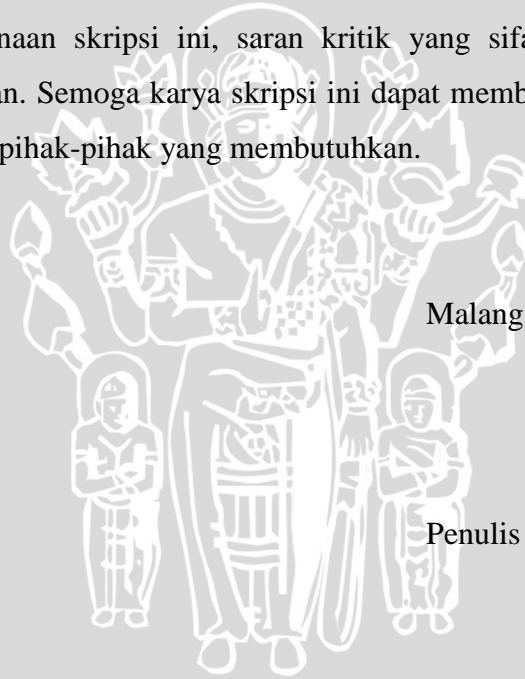 naan skripsi ini, saran kritik yang sifa
an. Semoga karya skripsi ini dapat memb
pihak-pihak yang membutuhkan.
Malang
Penulis